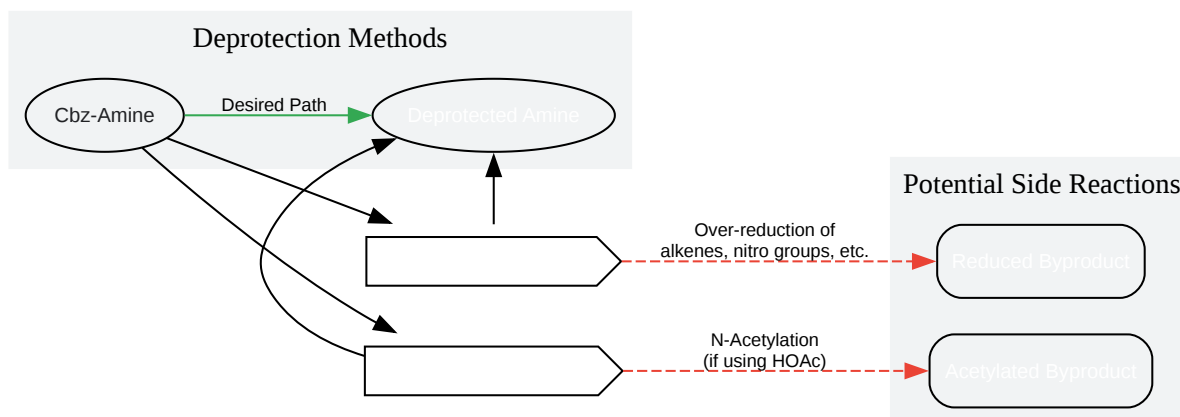 Deprotection Methods
Cbz-Amine
Desired Path
Deprotected Amine
Potential Side Reactions
Over-reduction of
alkenes, nitro groups, etc.
Reduced Byproduct
N-Acetylation
(if using HOAc)
Acetylated Byproduct